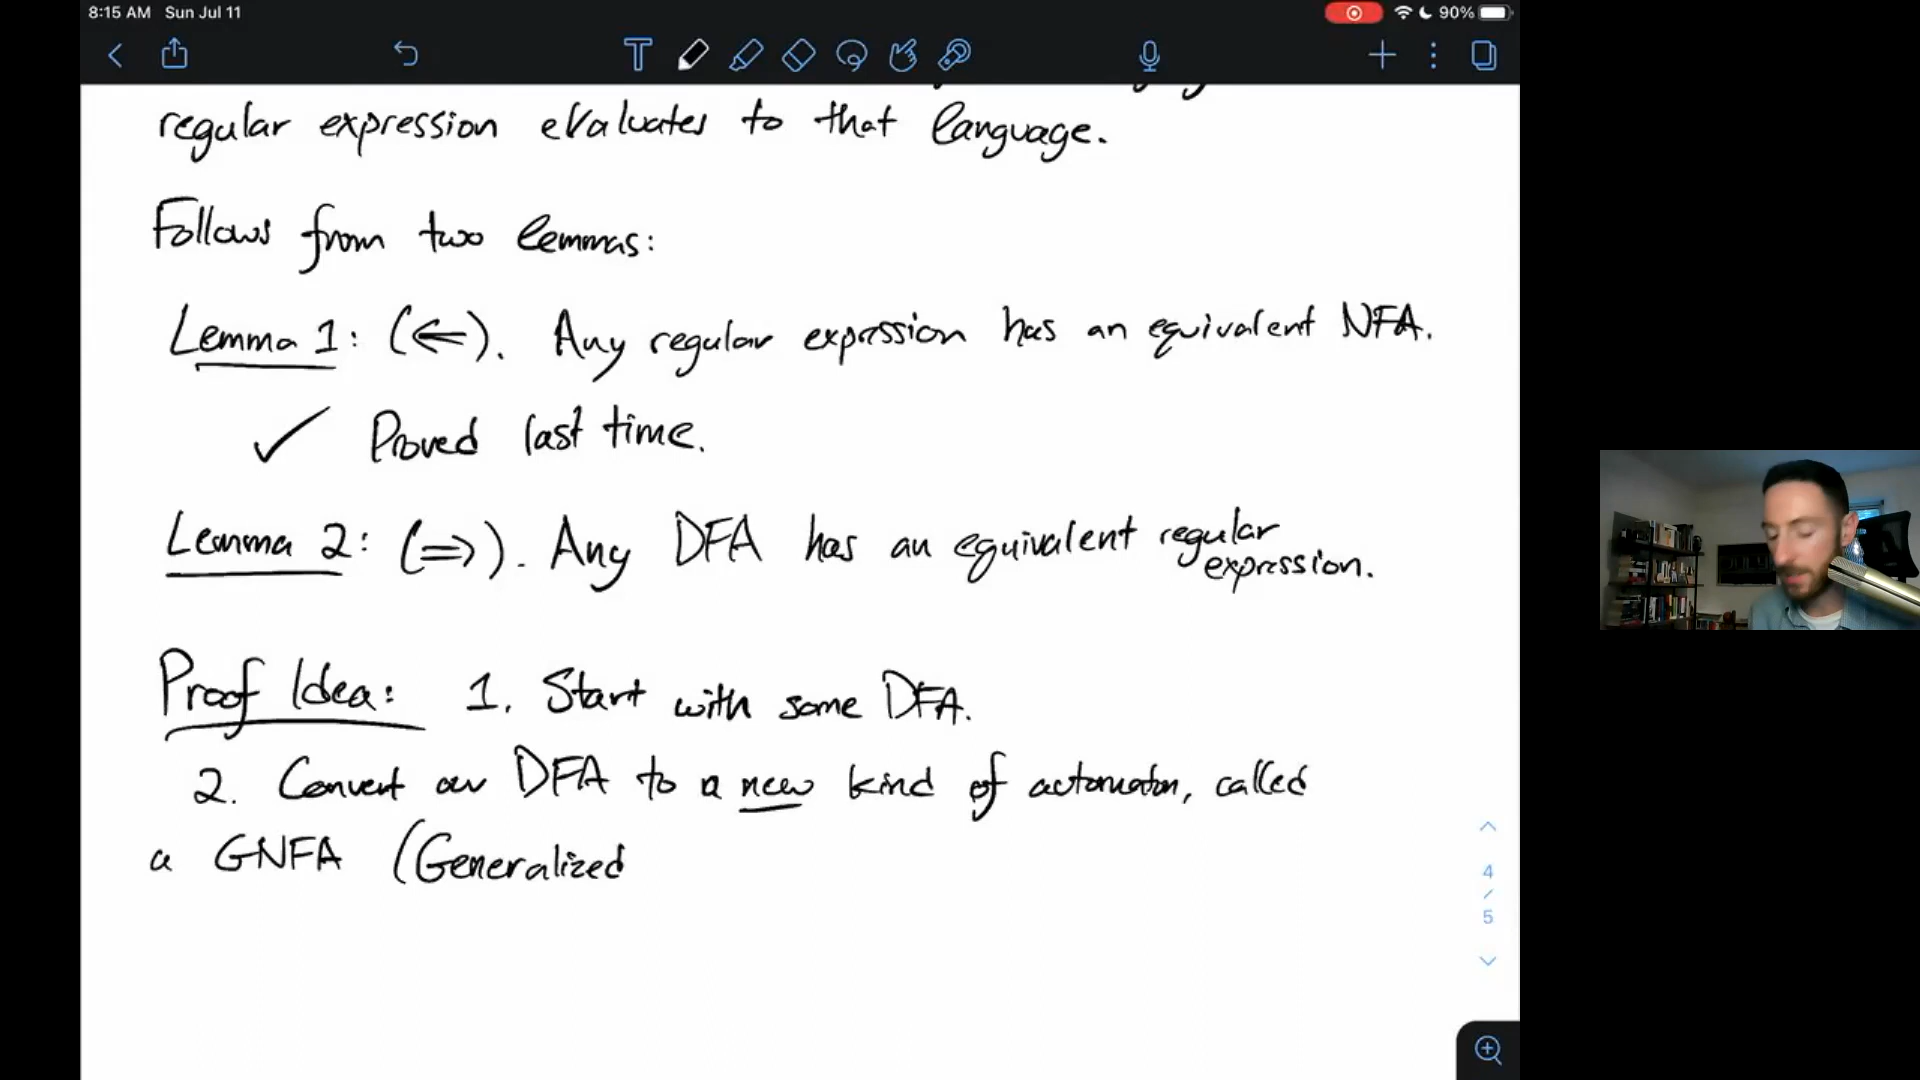 8:15 AM Sun Jul 11
90%
regular expression evaluates to that language.
Follows from two lemmas:
Lemma 1: (⇐). Any regular expression has an equivalent NFA.
✓ Proved last time.
Lemma 2: (⇒). Any DFA has an equivalent regular
expression.
Proof Idea: 1. Start with some DFA.
2. Convert our DFA to a new kind of automaton, called
a GNFA (Generalized
4
/
5